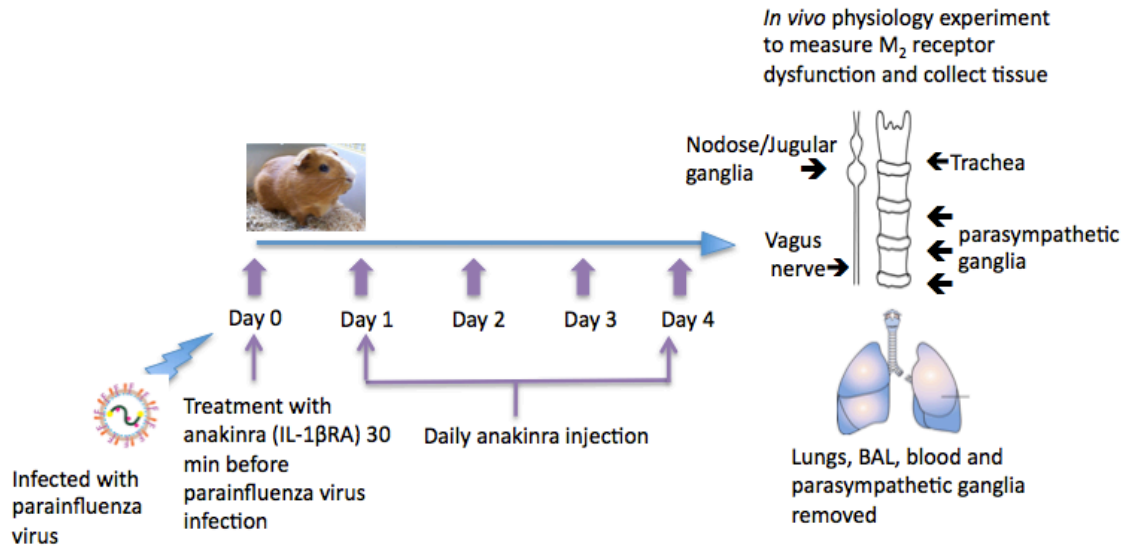 In vivo physiology experiment
to measure M₂ receptor
dysfunction and collect tissue
Nodose/Jugular
ganglia
Trachea
Vagus
nerve
parasympathetic
ganglia
Day 0
Day 1
Day 2
Day 3
Day 4
Infected with
parainfluenza
virus
Treatment with
anakinra (IL-1βRA) 30
min before
parainfluenza virus
infection
Daily anakinra injection
Lungs, BAL, blood and
parasympathetic ganglia
removed